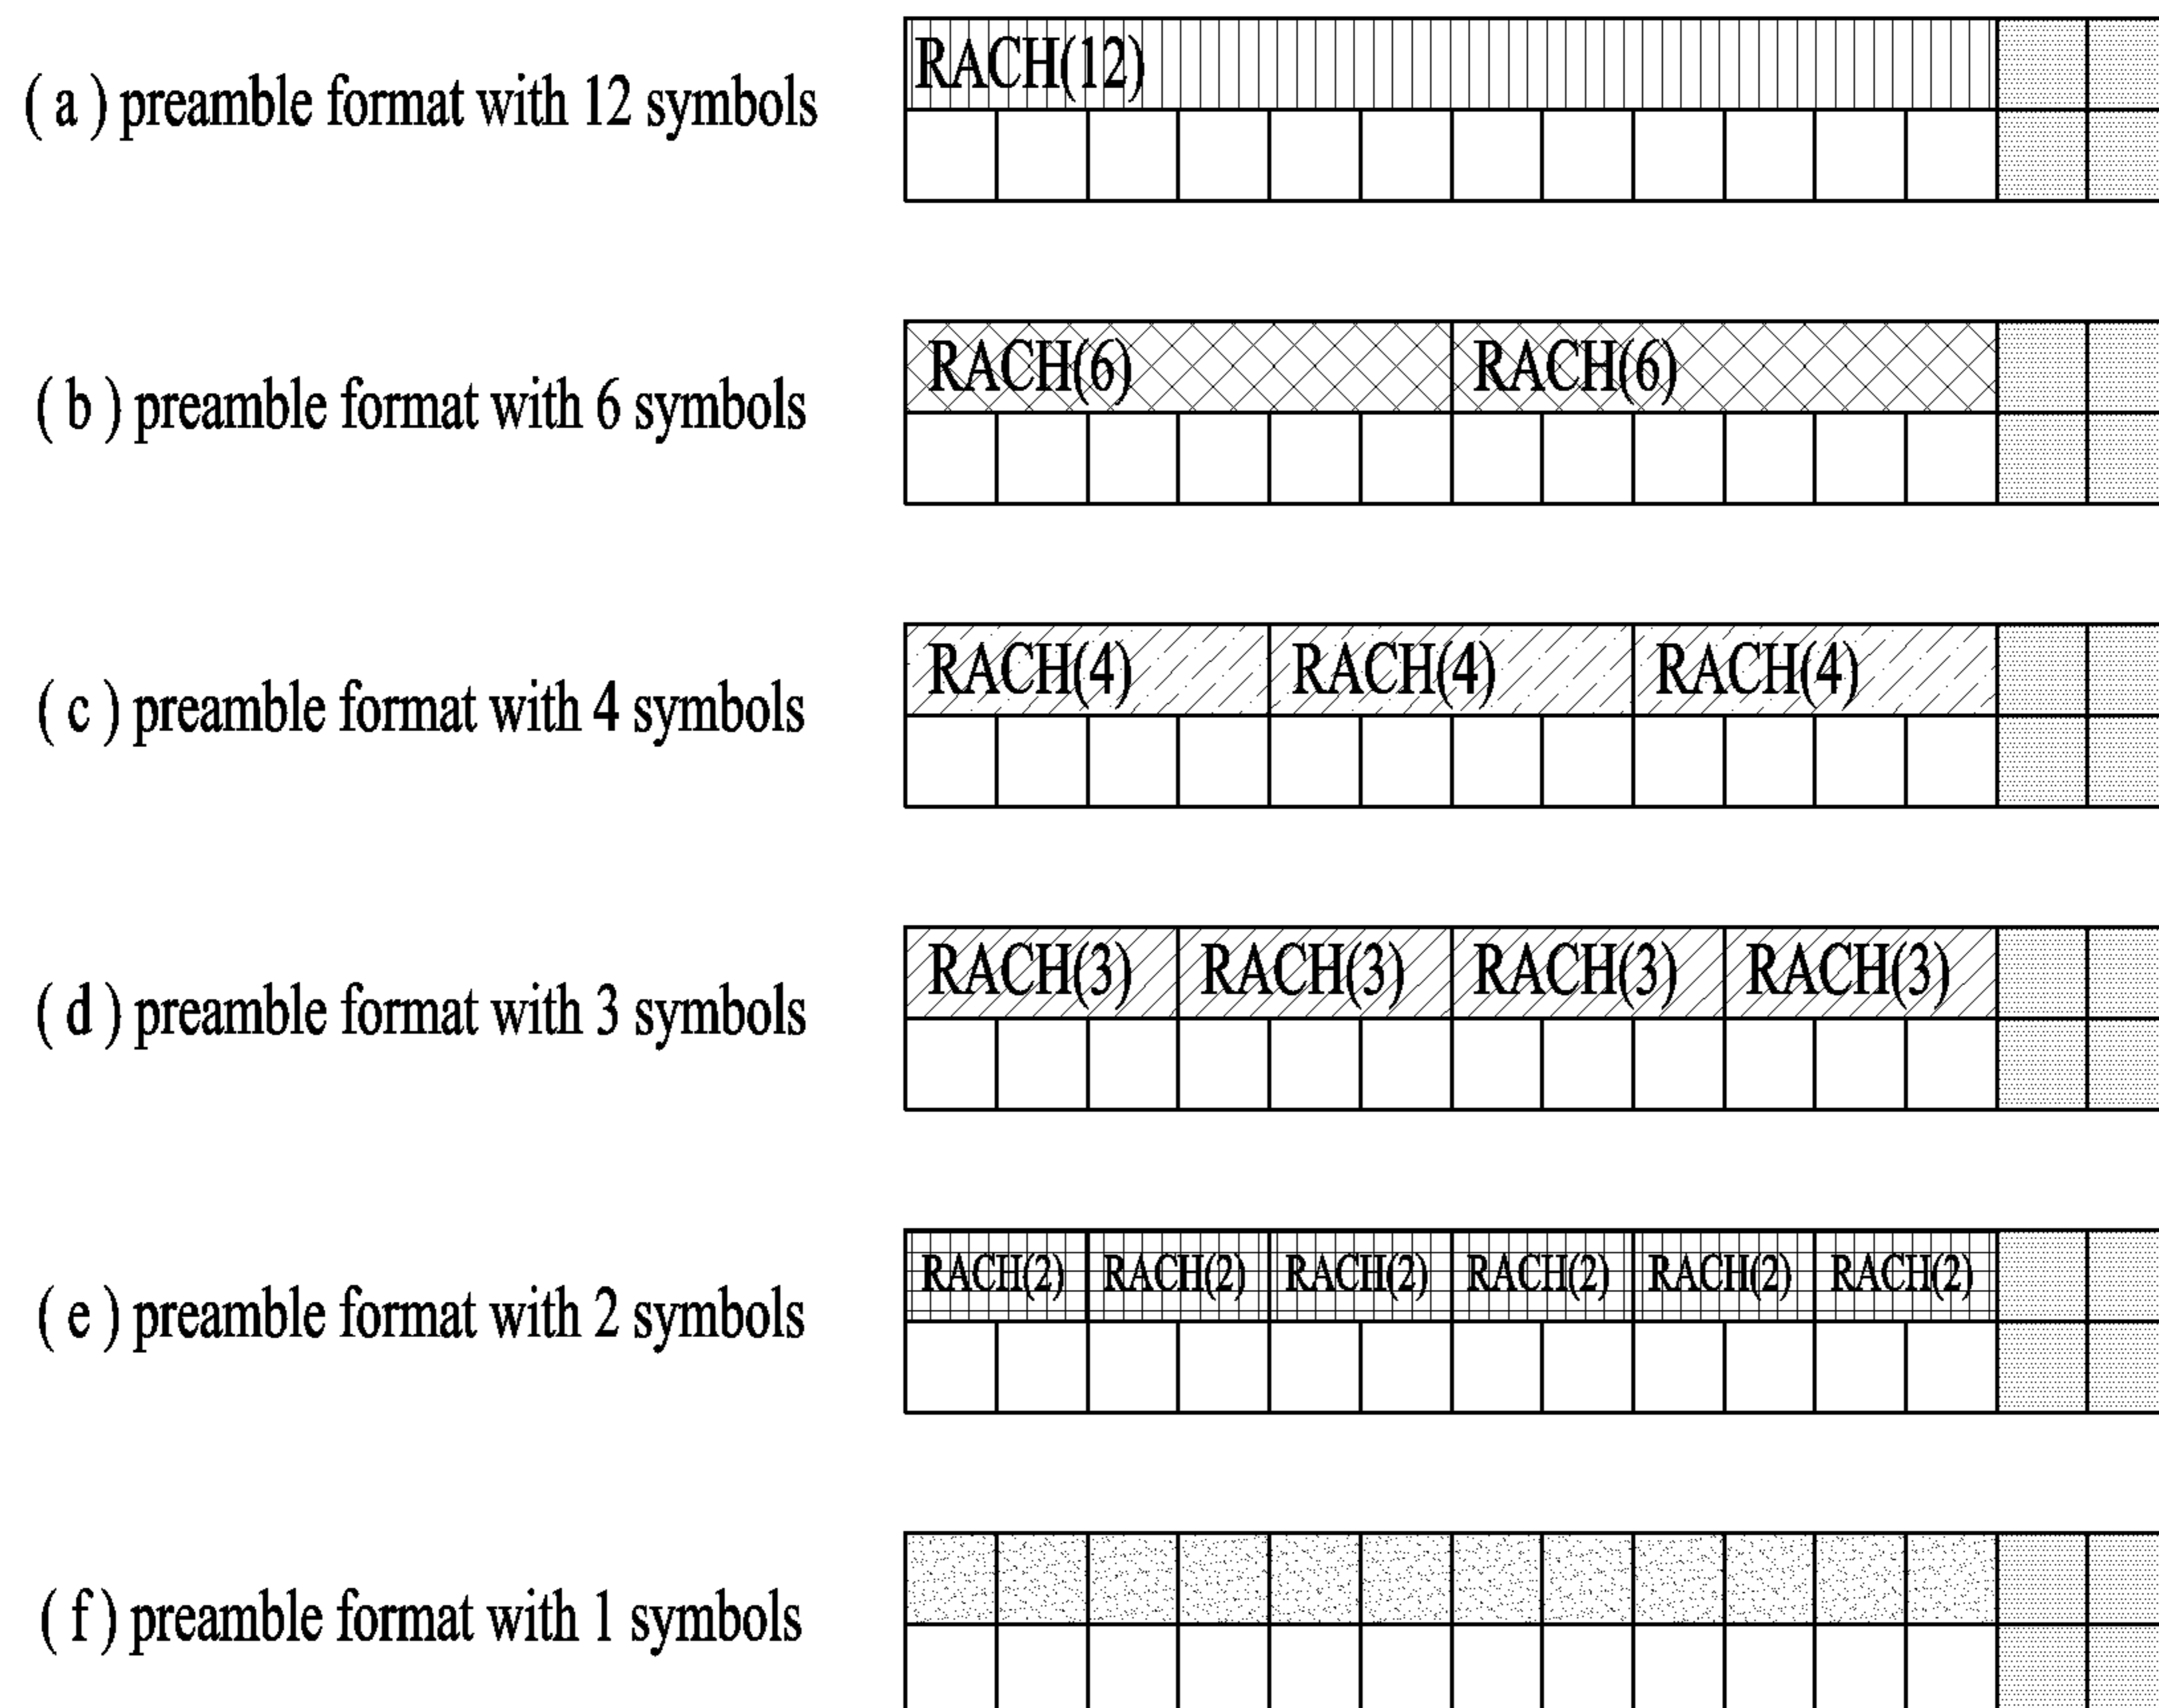 ( a ) preamble format with 12 symbols
RACH(12)
( b ) preamble format with 6 symbols
RACH(6) RACH(6)
( c ) preamble format with 4 symbols
RACH(4) RACH(4) RACH(4)
( d ) preamble format with 3 symbols
RACH(3) RACH(3) RACH(3) RACH(3)
( e ) preamble format with 2 symbols
RACH(2) RACH(2) RACH(2) RACH(2) RACH(2) RACH(2)
( f ) preamble format with 1 symbols